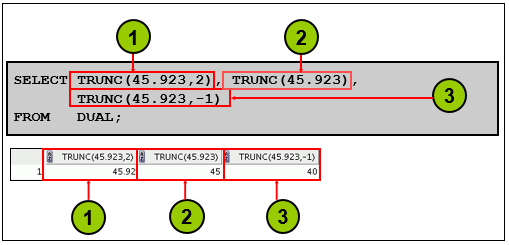 1
2
SELECT TRUNC(45.923,2), TRUNC(45.923),
TRUNC(45.923,-1)
3
FROM DUAL;
TRUNC(45.923,2) TRUNC(45.923) TRUNC(45.923,-1)
1 45.92 45 40
1 2 3